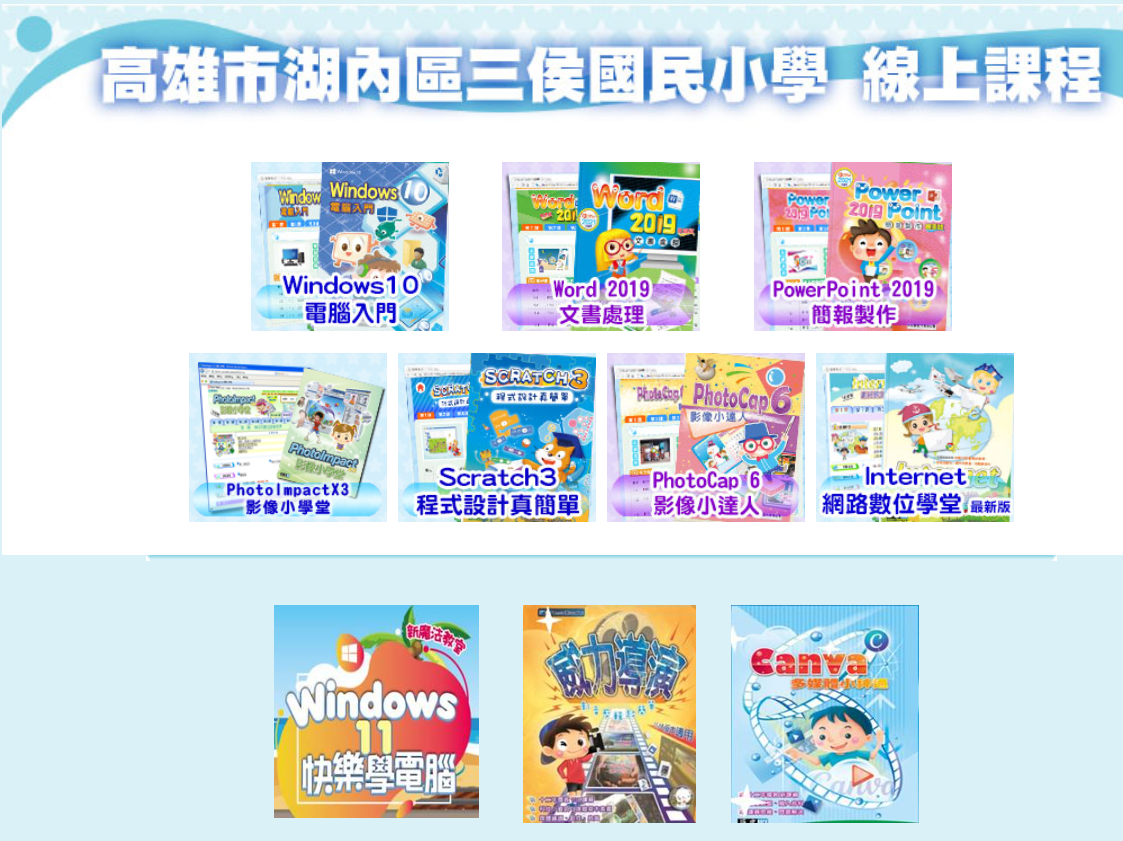 高雄市湖內區三侯國民小學 線上課程
Windows 10
電腦入門
Windows10
電腦入門
Word
2019
文書處理
Word 2019
文書處理
Power
2019 Point
簡報製作
PowerPoint 2019
簡報製作
PhotoImpact
影像小學堂
PhotoImpact
PhotoImpactX3
影像小學堂
SCRATCH 3
程式設計真簡單
Scratch3
程式設計真簡單
PhotoCap 6
影像小達人
PhotoCap 6
影像小達人
Internet
網路數位學堂 最新版
新魔法教室
Windows
11
快樂學電腦
威力導演
Canva